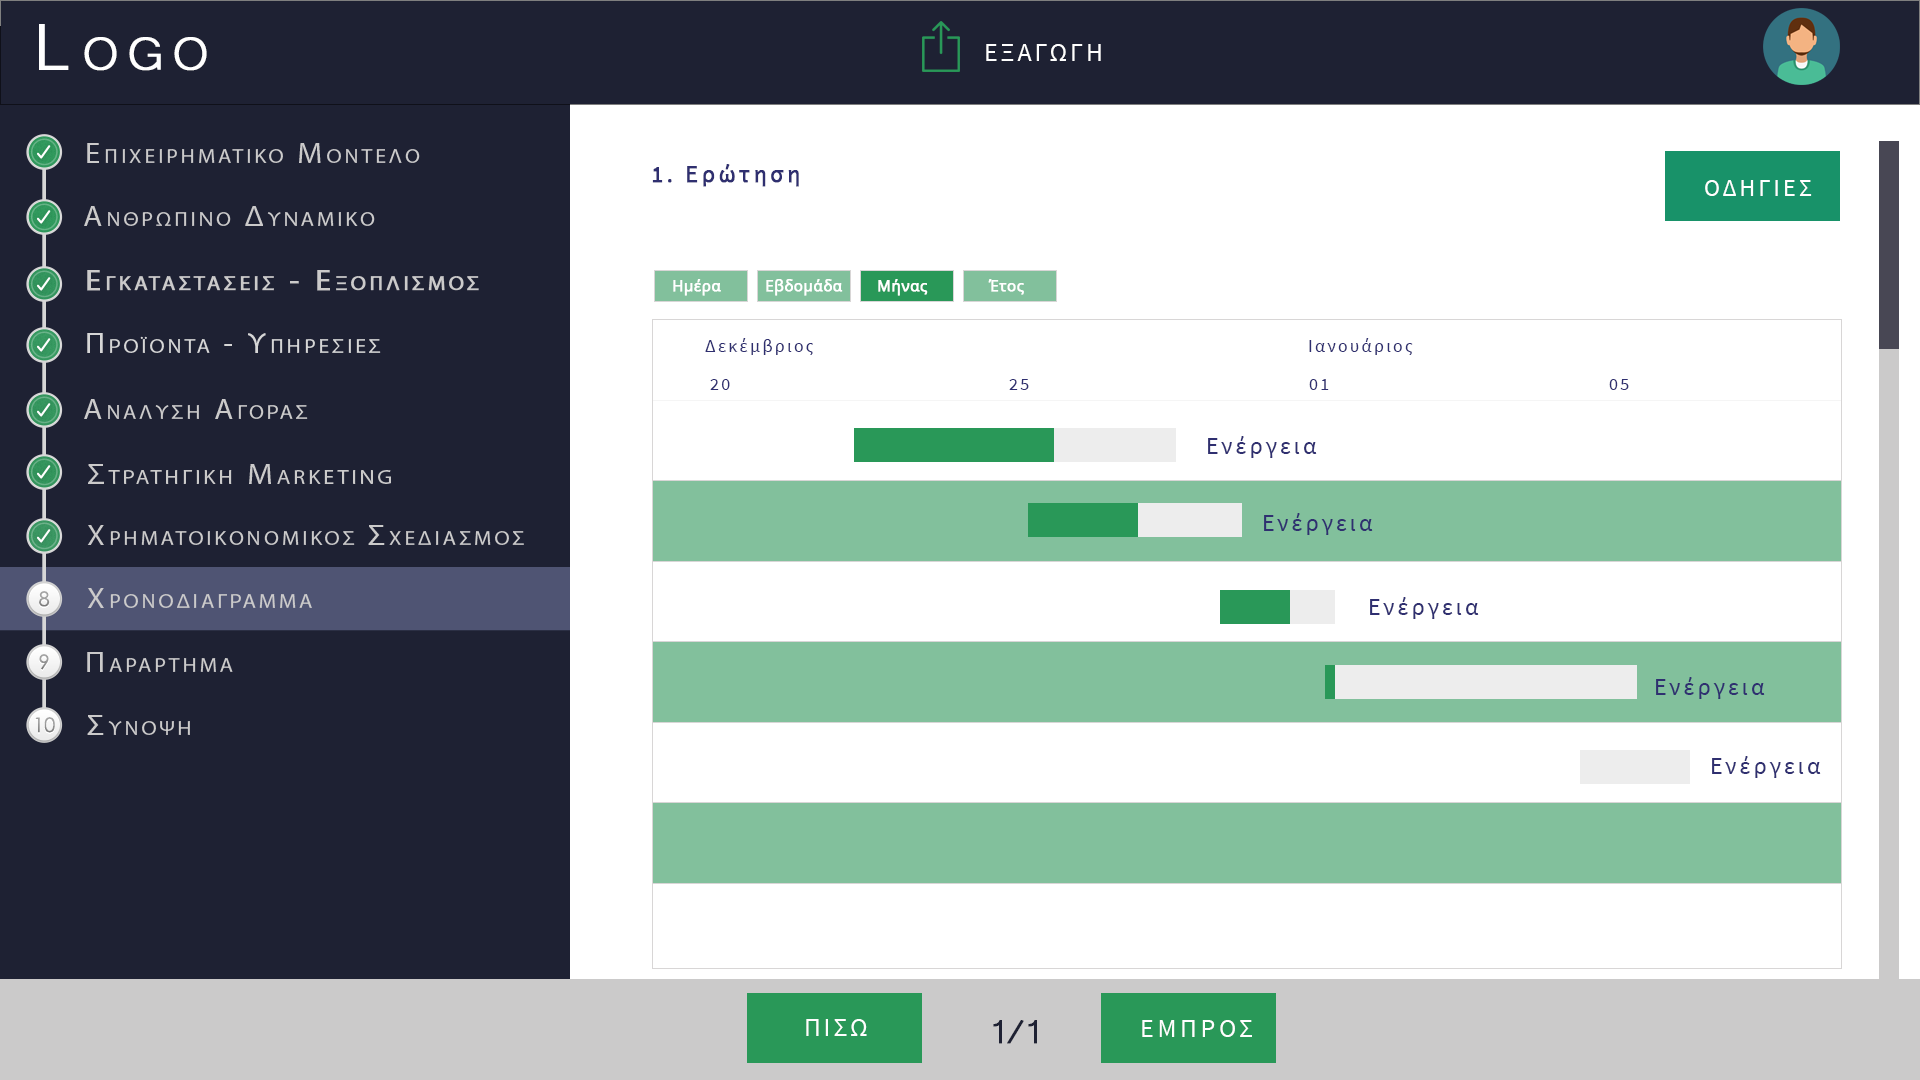 Logo
ΕΞΑΓΩΓΗ
Επιχειρηματικο Μοντελο
Ανθρωπινο Δυναμικο
Εγκαταστασεις - Εξοπλισμος
Προϊοντα - Υπηρεσιες
Αναλυση Αγορας
Στρατηγικη Marketing
Χρηματοικονομικος Σχεδιασμος
8 Χρονοδιαγραμμα
9 Παραρτημα
10 Συνοψη
1. Ερώτηση
ΟΔΗΓΙΕΣ
Ημέρα Εβδομάδα Μήνας Έτος
Δεκέμβριος Ιανουάριος
20 25 01 05
Ενέργεια
Ενέργεια
Ενέργεια
Ενέργεια
Ενέργεια
ΠΙΣΩ 1/1 ΕΜΠΡΟΣ